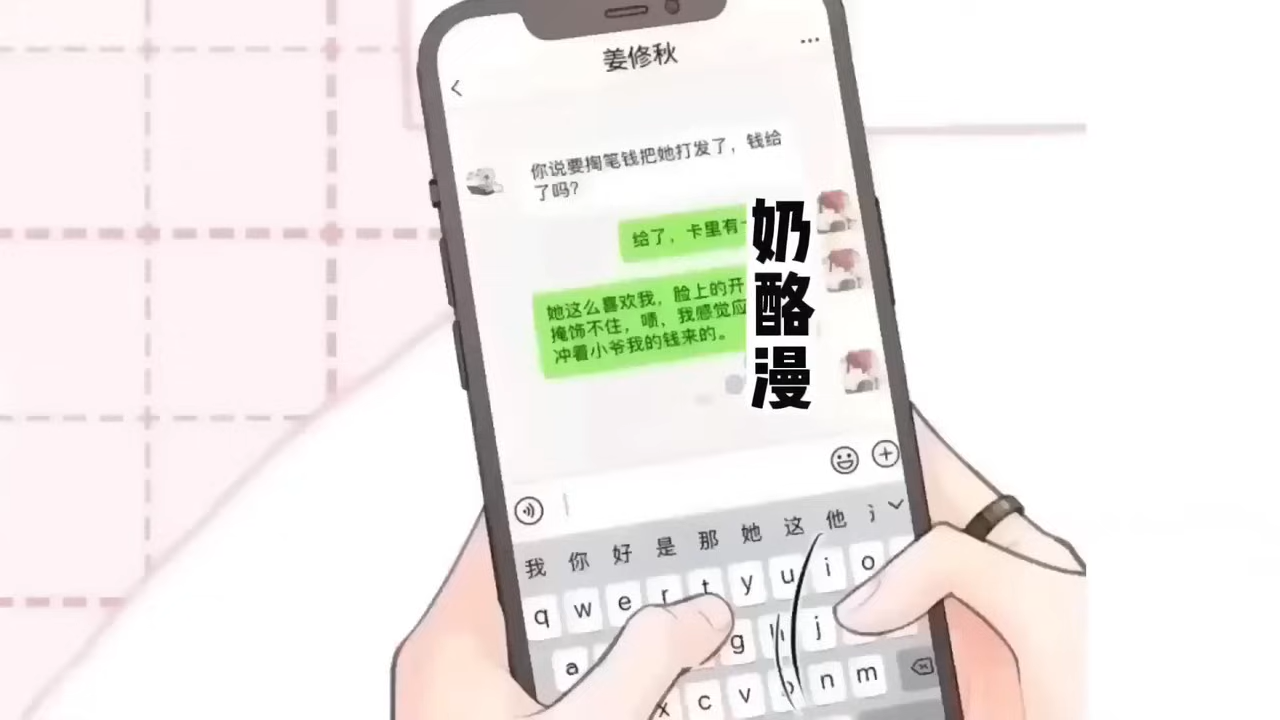 姜修秋
你说要掏笔钱把她打发了，钱给
了吗？
给了，卡里有
她这么喜欢我，脸上的开
掩饰不住，啧，我感觉应
冲着小爷我的钱来的。
奶酪漫
我 你 好 是 那 她 这 他
q w e r t y u i o
a g h j
x c v b n m